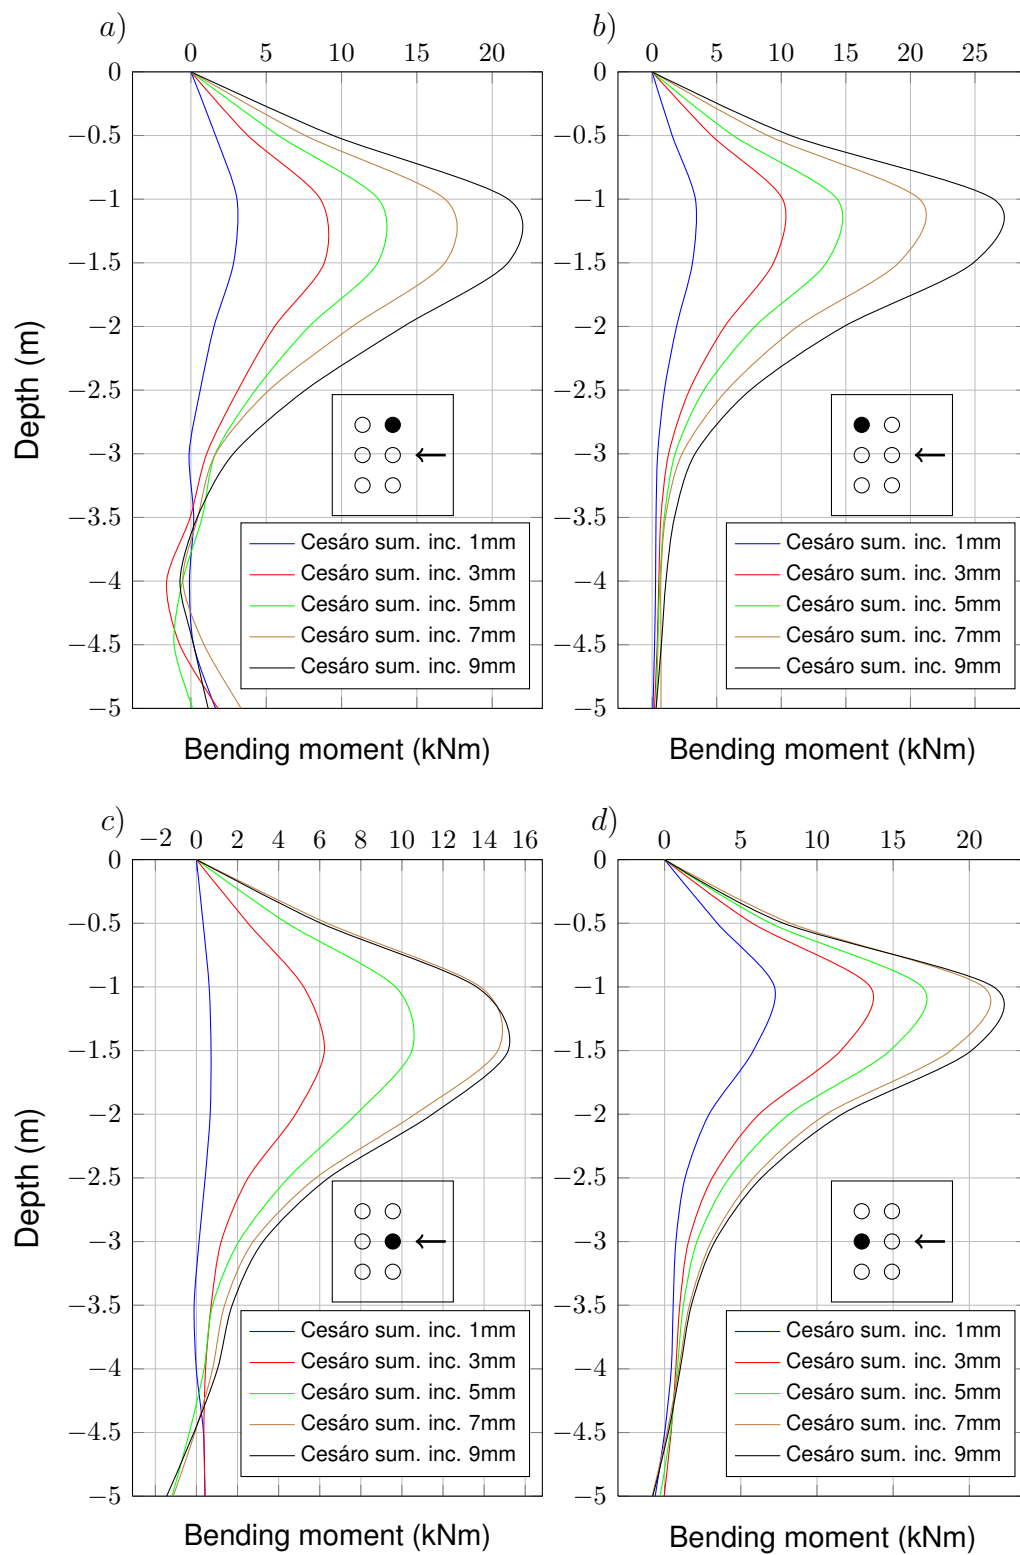 a)
0 5 10 15 20
0
−0.5
−1
−1.5
−2
−2.5
−3
−3.5
−4
−4.5
−5
Depth (m)
Cesáro sum. inc. 1mm
Cesáro sum. inc. 3mm
Cesáro sum. inc. 5mm
Cesáro sum. inc. 7mm
Cesáro sum. inc. 9mm
Bending moment (kNm)
b)
0 5 10 15 20 25
0
−0.5
−1
−1.5
−2
−2.5
−3
−3.5
−4
−4.5
−5
Cesáro sum. inc. 1mm
Cesáro sum. inc. 3mm
Cesáro sum. inc. 5mm
Cesáro sum. inc. 7mm
Cesáro sum. inc. 9mm
Bending moment (kNm)
c)
−2 0 2 4 6 8 10 12 14 16
0
−0.5
−1
−1.5
−2
−2.5
−3
−3.5
−4
−4.5
−5
Depth (m)
Cesáro sum. inc. 1mm
Cesáro sum. inc. 3mm
Cesáro sum. inc. 5mm
Cesáro sum. inc. 7mm
Cesáro sum. inc. 9mm
Bending moment (kNm)
d)
0 5 10 15 20
0
−0.5
−1
−1.5
−2
−2.5
−3
−3.5
−4
−4.5
−5
Cesáro sum. inc. 1mm
Cesáro sum. inc. 3mm
Cesáro sum. inc. 5mm
Cesáro sum. inc. 7mm
Cesáro sum. inc. 9mm
Bending moment (kNm)